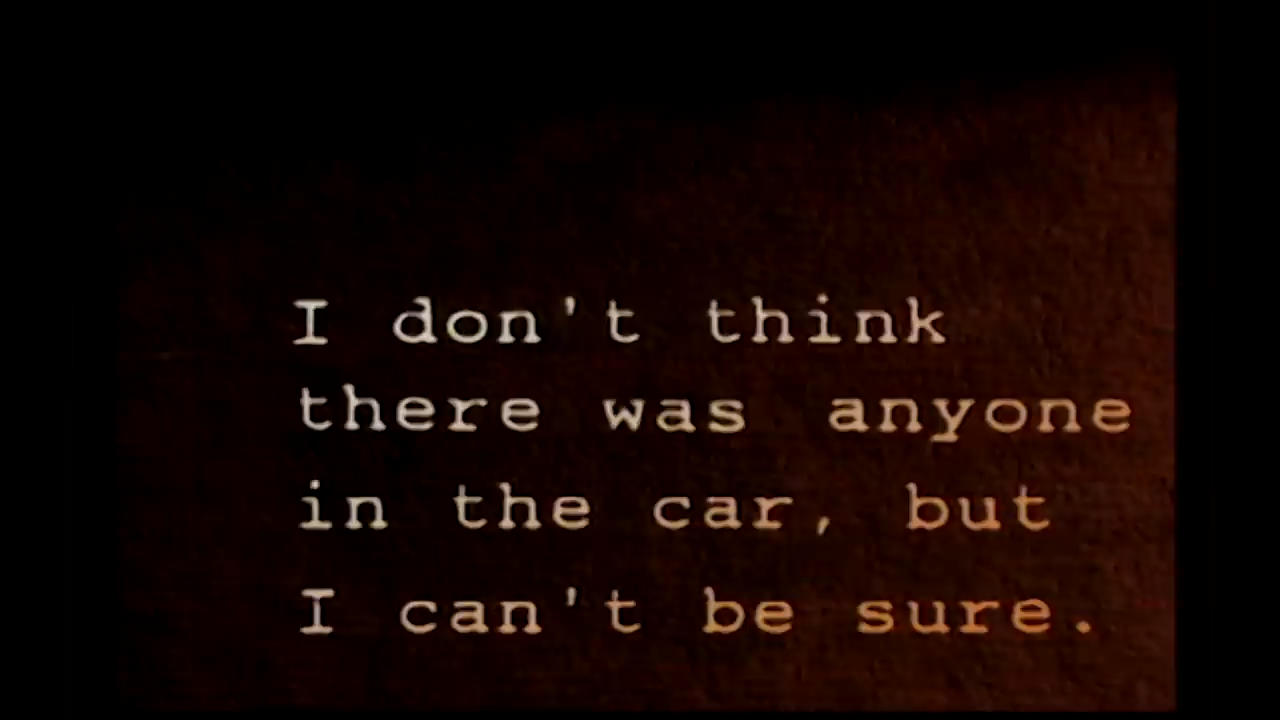 I don't think
there was anyone
in the car, but
I can't be sure.